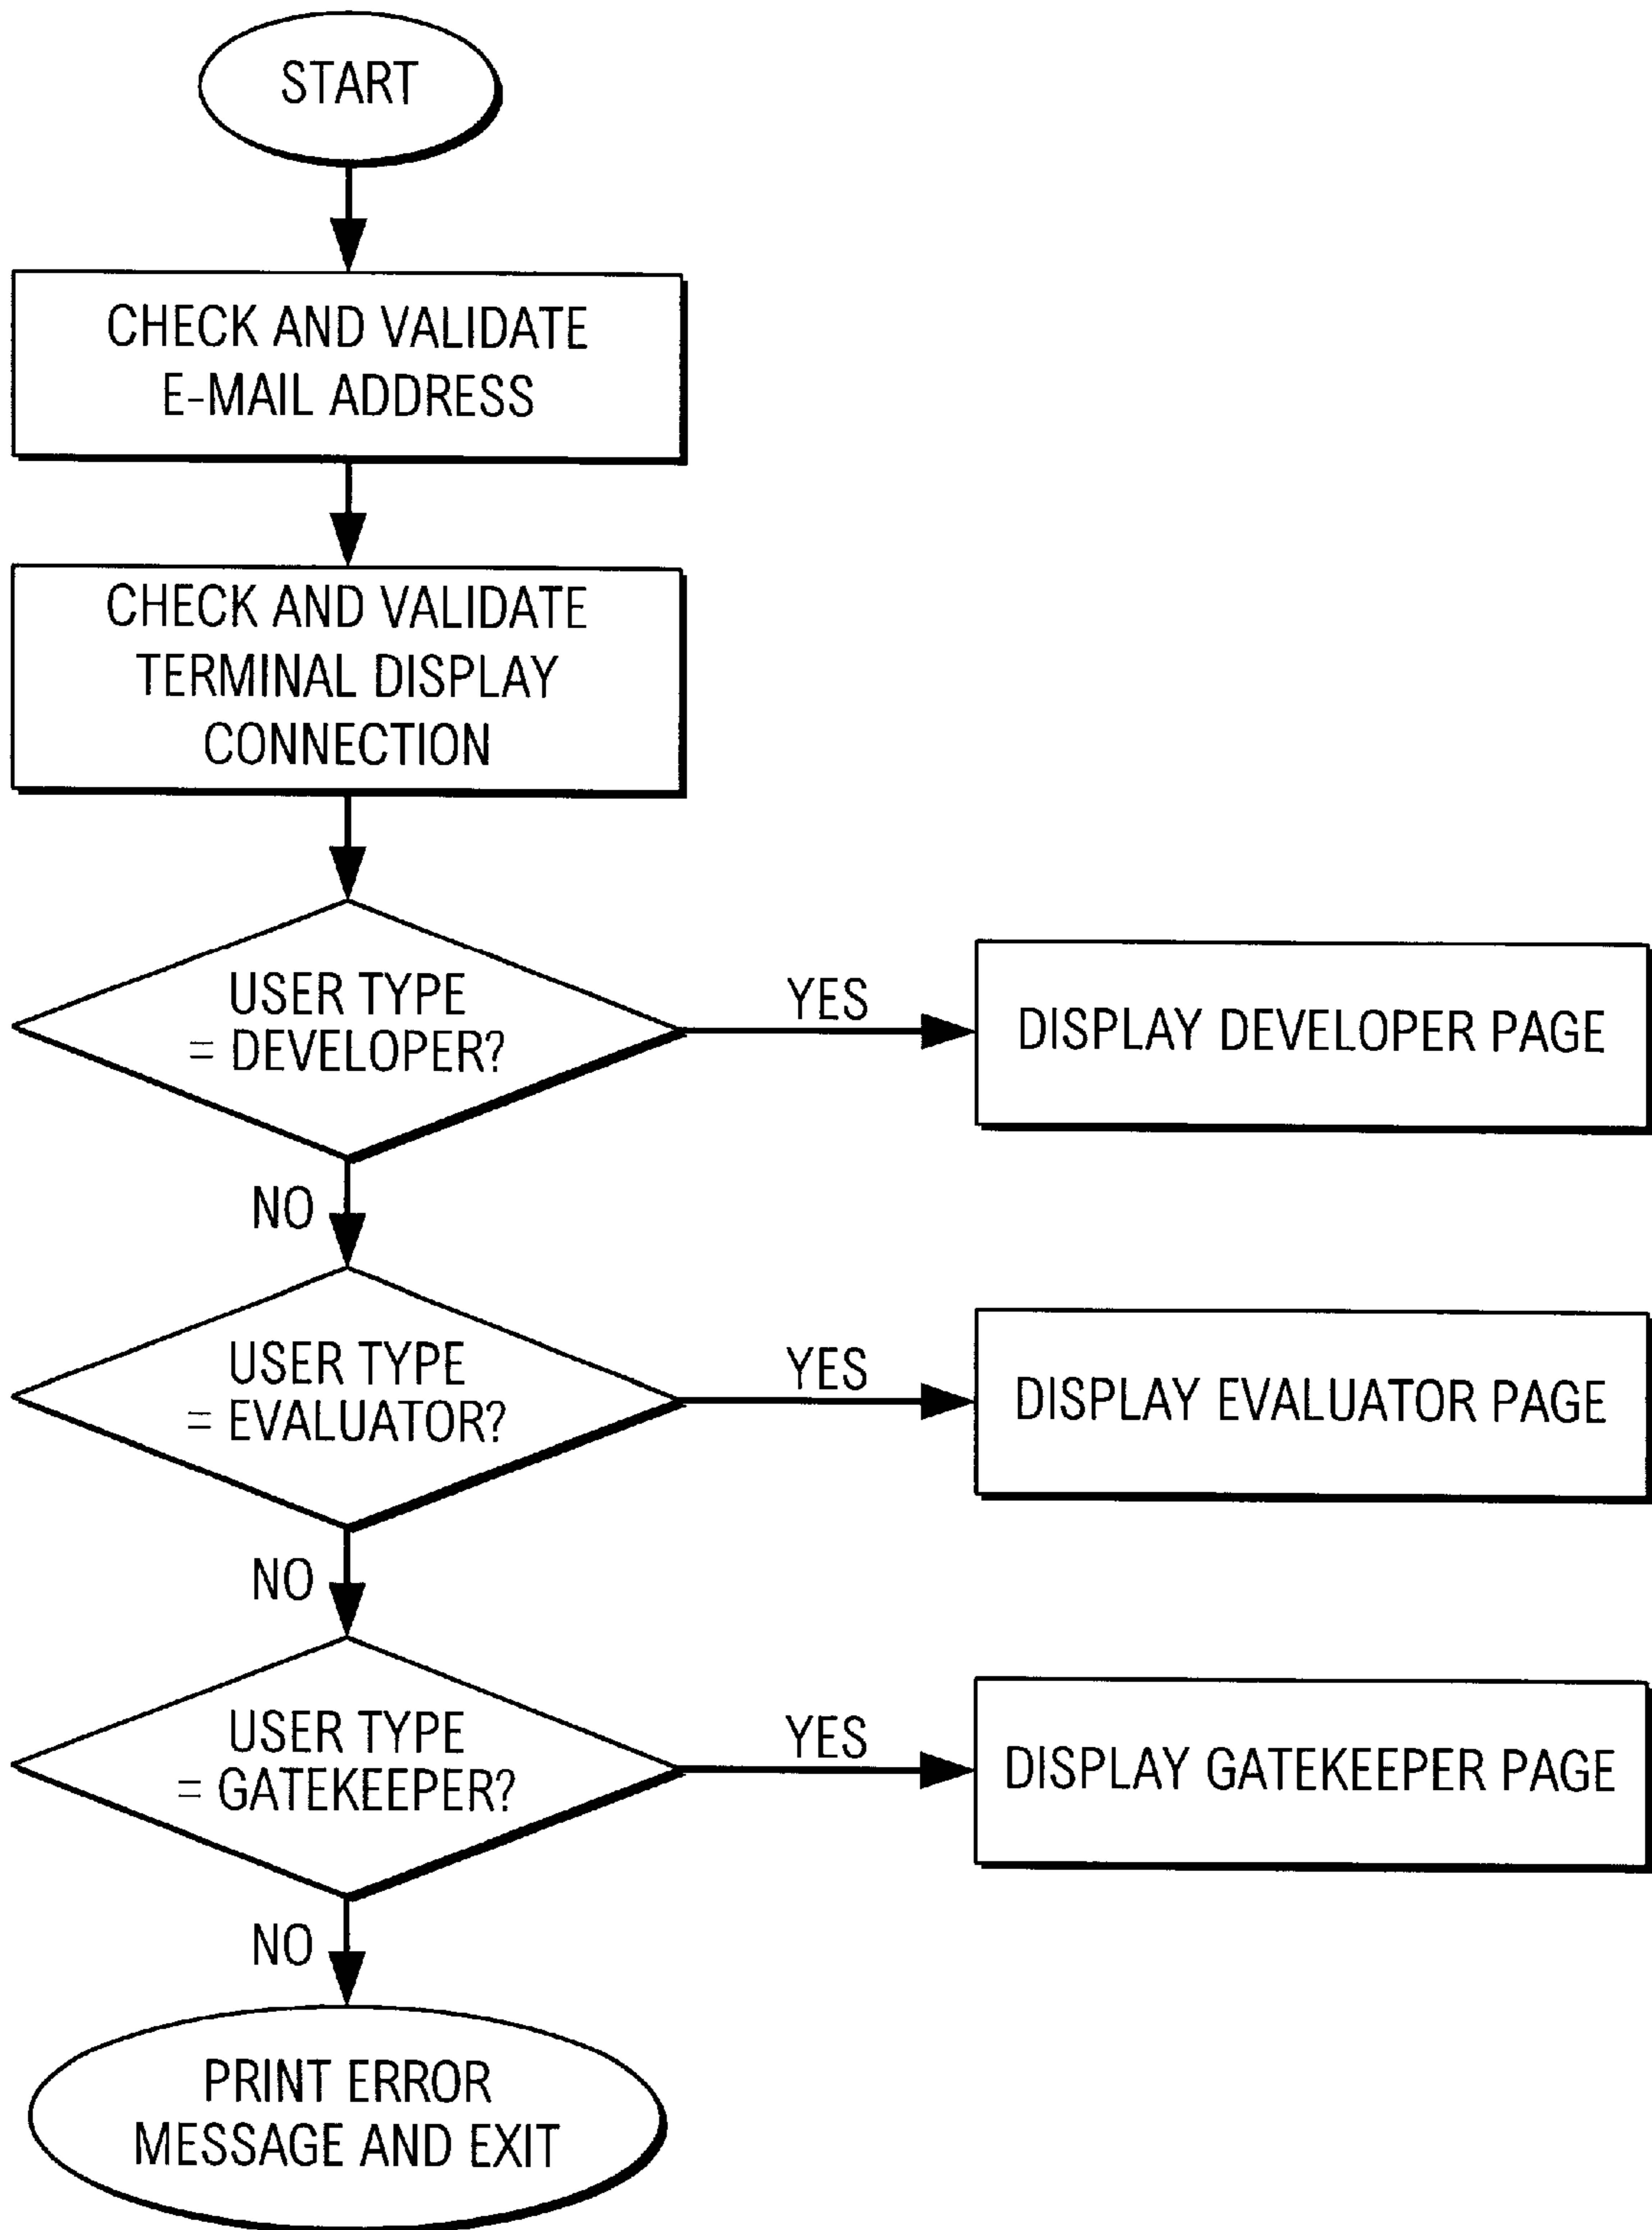 START
CHECK AND VALIDATE
E-MAIL ADDRESS
CHECK AND VALIDATE
TERMINAL DISPLAY
CONNECTION
USER TYPE
= DEVELOPER?
YES
DISPLAY DEVELOPER PAGE
NO
USER TYPE
= EVALUATOR?
YES
DISPLAY EVALUATOR PAGE
NO
USER TYPE
= GATEKEEPER?
YES
DISPLAY GATEKEEPER PAGE
NO
PRINT ERROR
MESSAGE AND EXIT